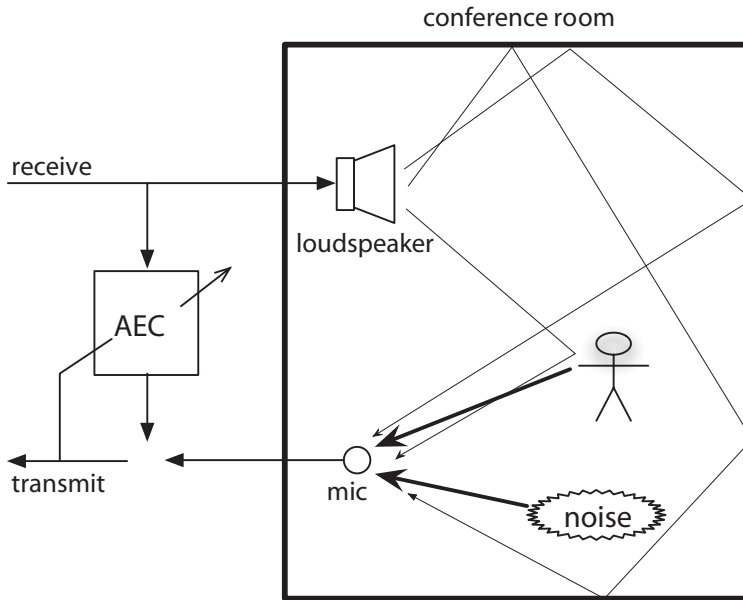 conference room
receive
loudspeaker
AEC
mic
transmit
noise